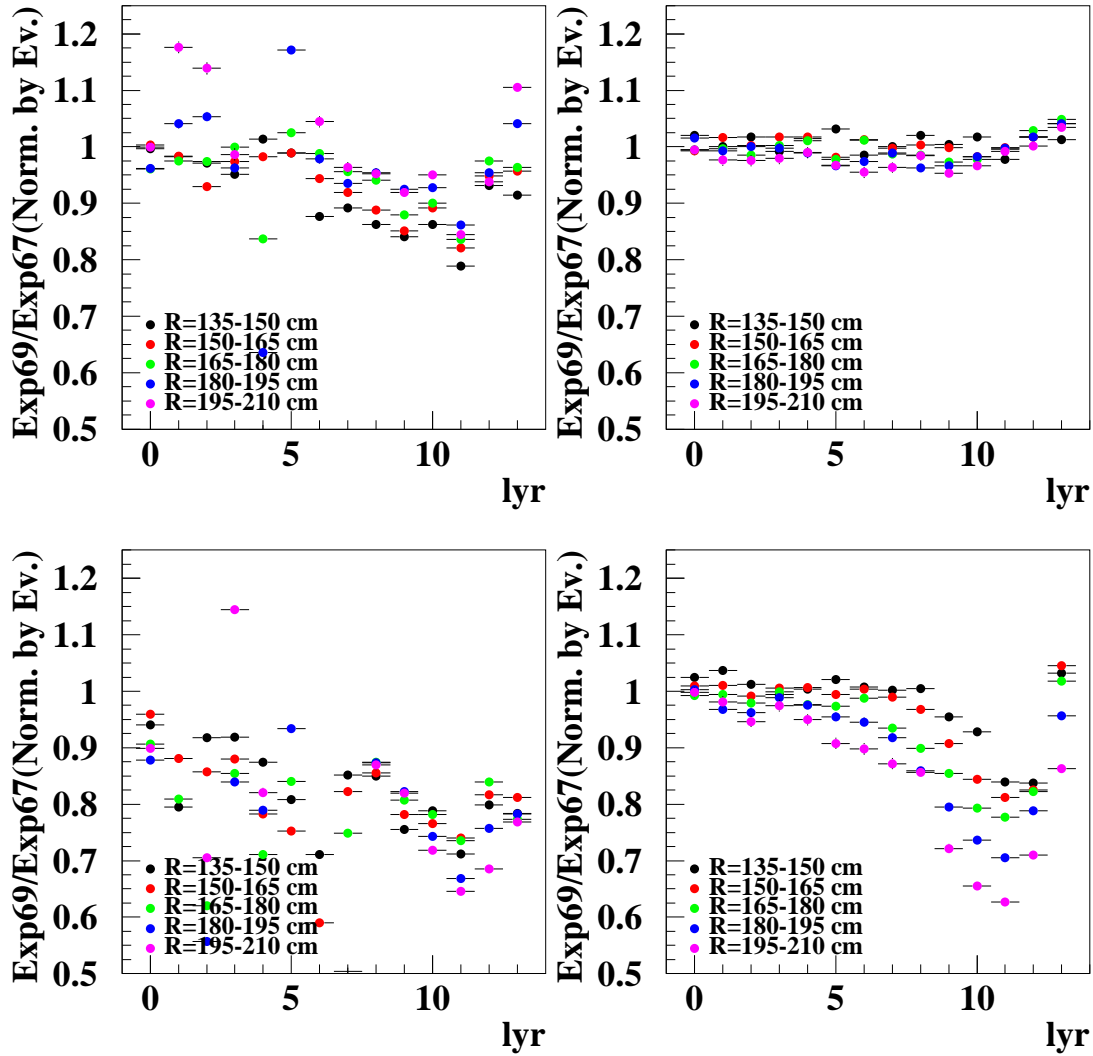 Exp69/Exp67(Norm. by Ev.)
1.2
1.1
1
0.9
0.8
0.7
0.6
0.5
R=135-150 cm
R=150-165 cm
R=165-180 cm
R=180-195 cm
R=195-210 cm
0 5 10
lyr
Exp69/Exp67(Norm. by Ev.)
1.2
1.1
1
0.9
0.8
0.7
0.6
0.5
R=135-150 cm
R=150-165 cm
R=165-180 cm
R=180-195 cm
R=195-210 cm
0 5 10
lyr
Exp69/Exp67(Norm. by Ev.)
1.2
1.1
1
0.9
0.8
0.7
0.6
0.5
R=135-150 cm
R=150-165 cm
R=165-180 cm
R=180-195 cm
R=195-210 cm
0 5 10
lyr
Exp69/Exp67(Norm. by Ev.)
1.2
1.1
1
0.9
0.8
0.7
0.6
0.5
R=135-150 cm
R=150-165 cm
R=165-180 cm
R=180-195 cm
R=195-210 cm
0 5 10
lyr